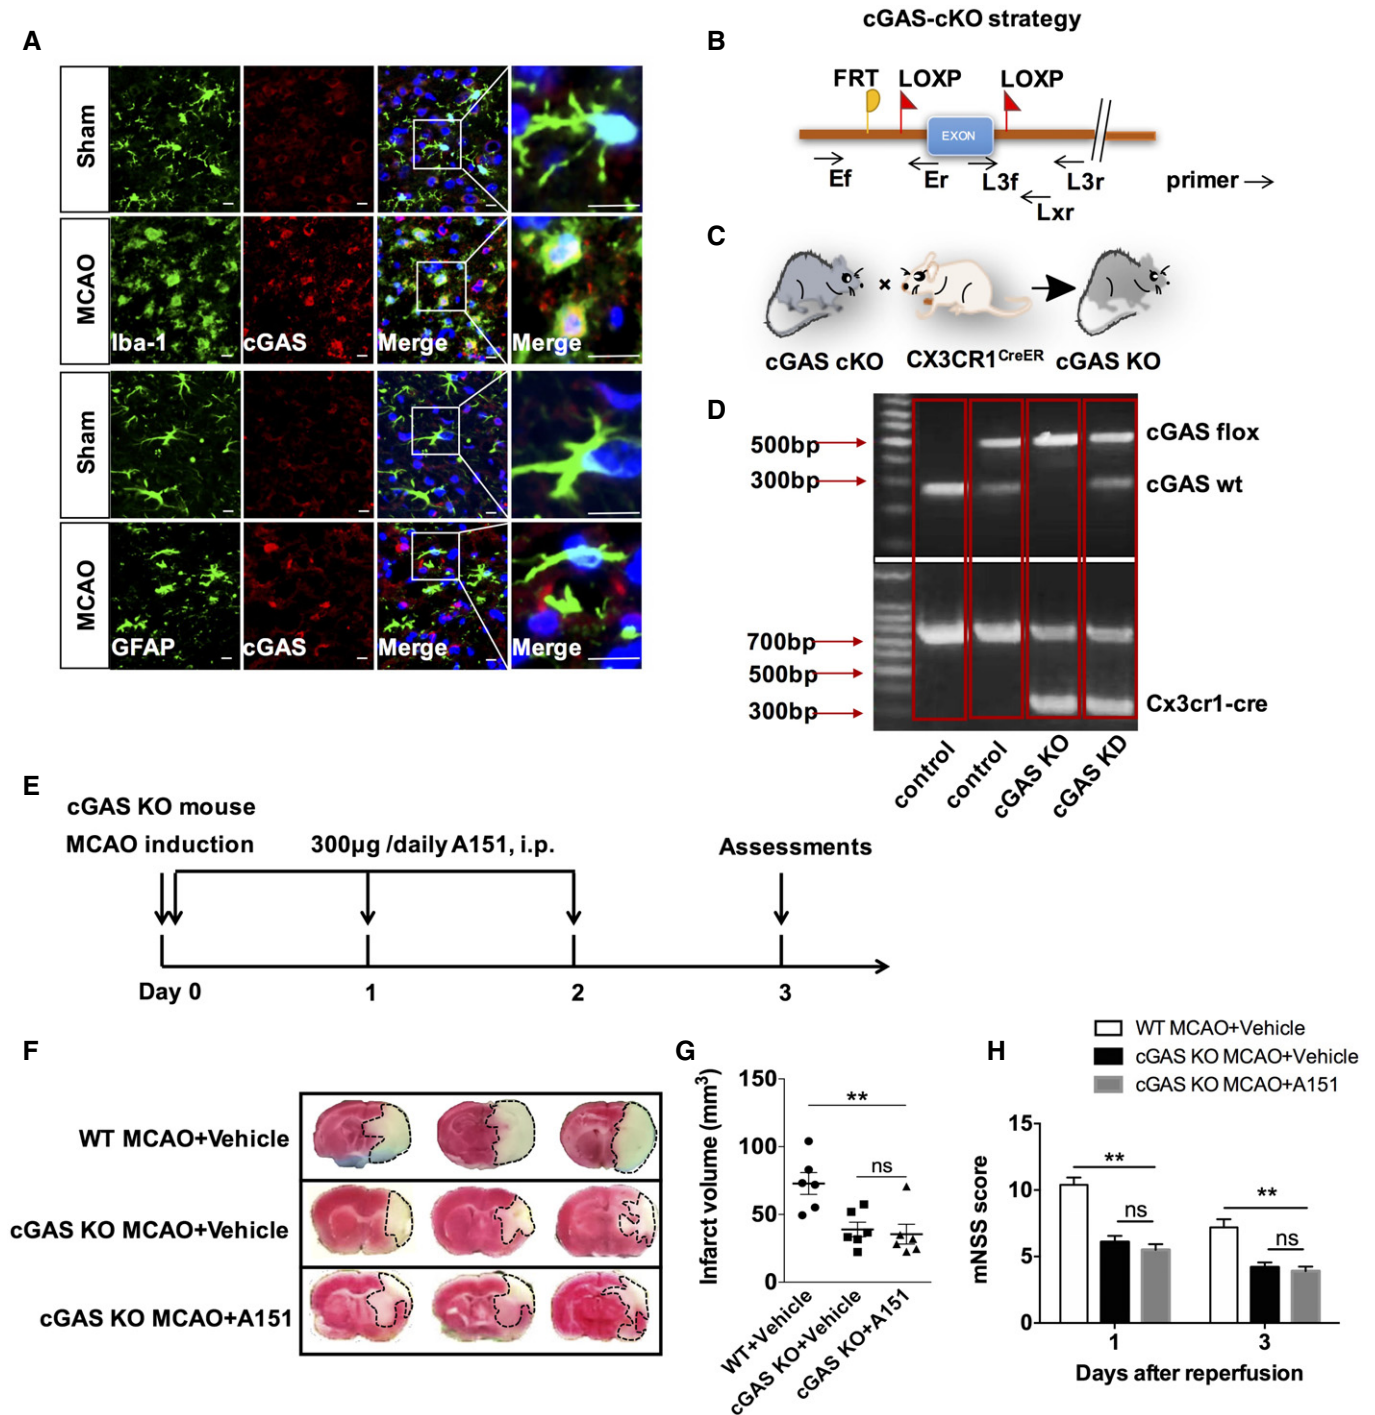 A
Sham
MCAO
Iba-1 cGAS Merge Merge
Sham
MCAO
GFAP cGAS Merge Merge
B
cGAS-cKO strategy
FRT LOXP LOXP
EXON
Ef Er L3f L3r primer
Lxr
C
×
cGAS cKO CX3CR1CreER cGAS KO
D
500bp cGAS flox
300bp cGAS wt
700bp
500bp
300bp Cx3cr1-cre
control control cGAS KO cGAS KD
E
cGAS KO mouse
MCAO induction 300μg /daily A151, i.p. Assessments
Day 0 1 2 3
F
WT MCAO+Vehicle
cGAS KO MCAO+Vehicle
cGAS KO MCAO+A151
G
Infarct volume (mm3)
150
100
50
0
**
ns
WT+Vehicle cGAS KO+Vehicle cGAS KO+A151
H
WT MCAO+Vehicle
cGAS KO MCAO+Vehicle
cGAS KO MCAO+A151
mNSS score
15
10
5
0
** ns
** ns
1 3
Days after reperfusion